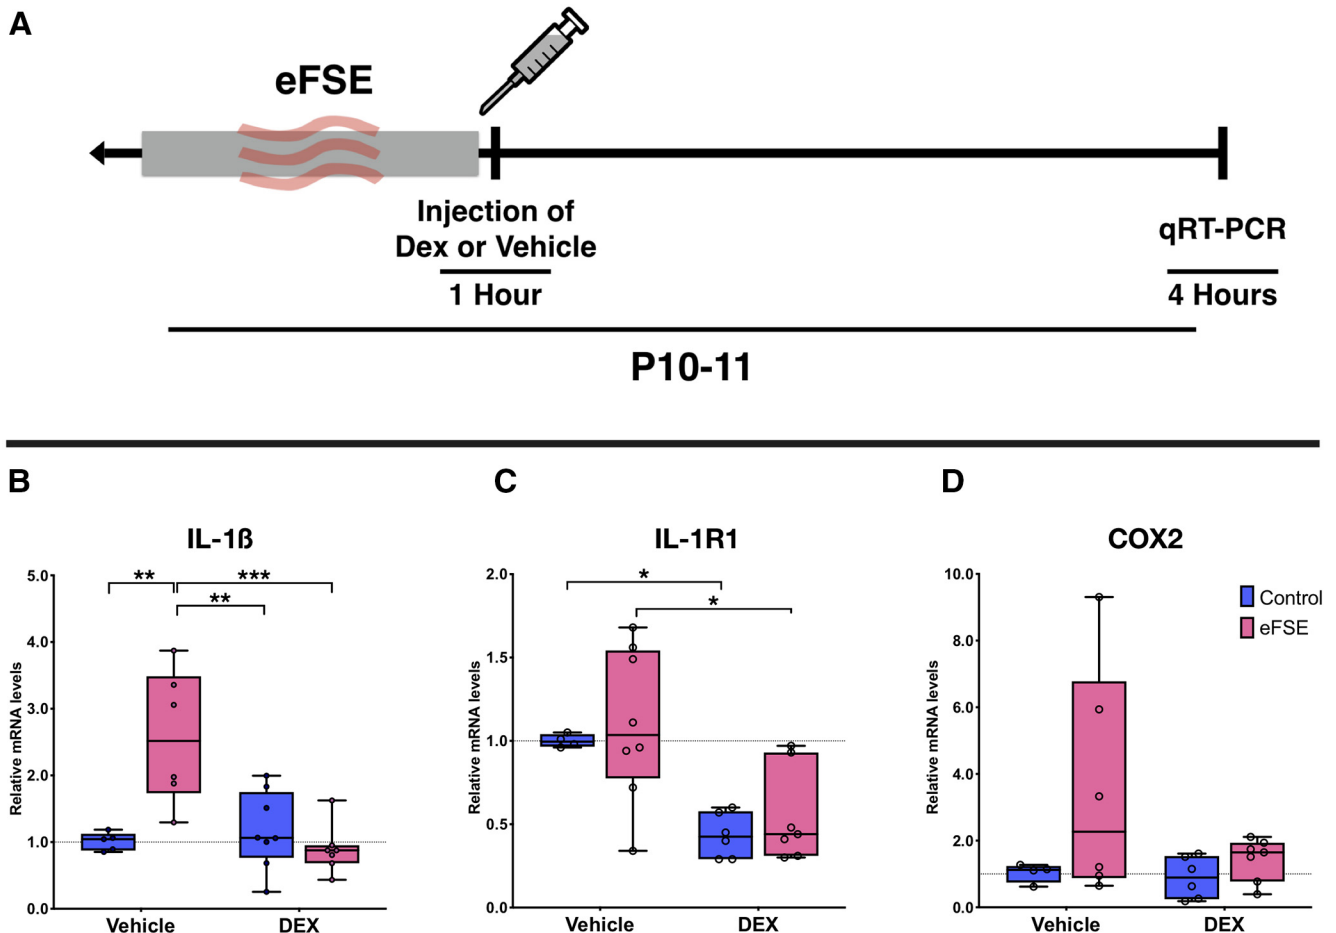 A
eFSE
Injection of
Dex or Vehicle
1 Hour
qRT-PCR
4 Hours
P10-11
B
IL-1ß
Relative mRNA levels
5.0
4.0
3.0
2.0
1.0
0.0
**
***
**
Vehicle
DEX
C
IL-1R1
Relative mRNA levels
2.0
1.5
1.0
0.5
0.0
*
*
Vehicle
DEX
D
COX2
Relative mRNA levels
10.0
8.0
6.0
4.0
2.0
0.0
Control
eFSE
Vehicle
DEX